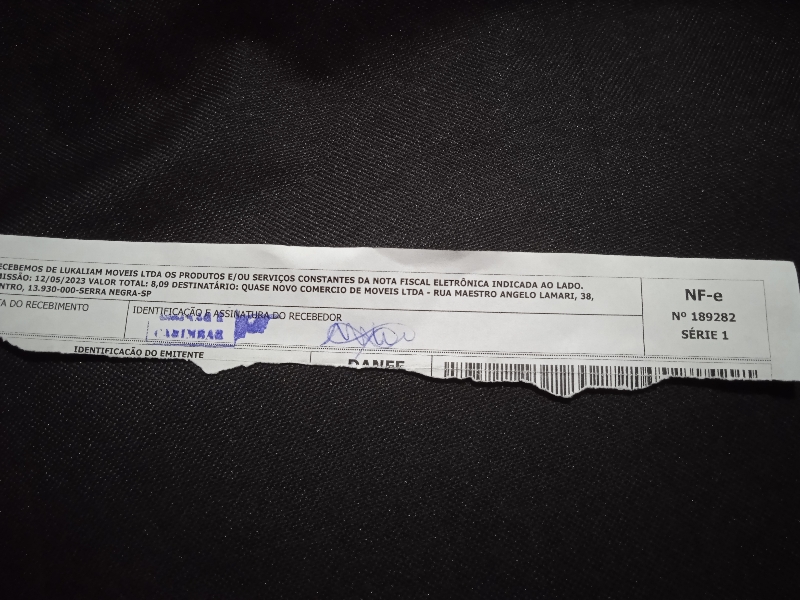 ECEBEMOS DE LUKALIAM MOVEIS LTDA OS PRODUTOS E/OU SERVIÇOS CONSTANTES DA NOTA FISCAL ELETRÔNICA INDICADA AO LADO.
MISSÃO: 12/05/2023 VALOR TOTAL: 8,09 DESTINATÁRIO: QUASE NOVO COMERCIO DE MOVEIS LTDA - RUA MAESTRO ANGELO LAMARI, 38,
ENTRO, 13.930-000-SERRA NEGRA-SP
NF-e
Nº 189282
SÉRIE 1
TA DO RECEBIMENTO
IDENTIFICAÇÃO E ASSINATURA DO RECEBEDOR
CARIMBAR
IDENTIFICAÇÃO DO EMITENTE
DANFE